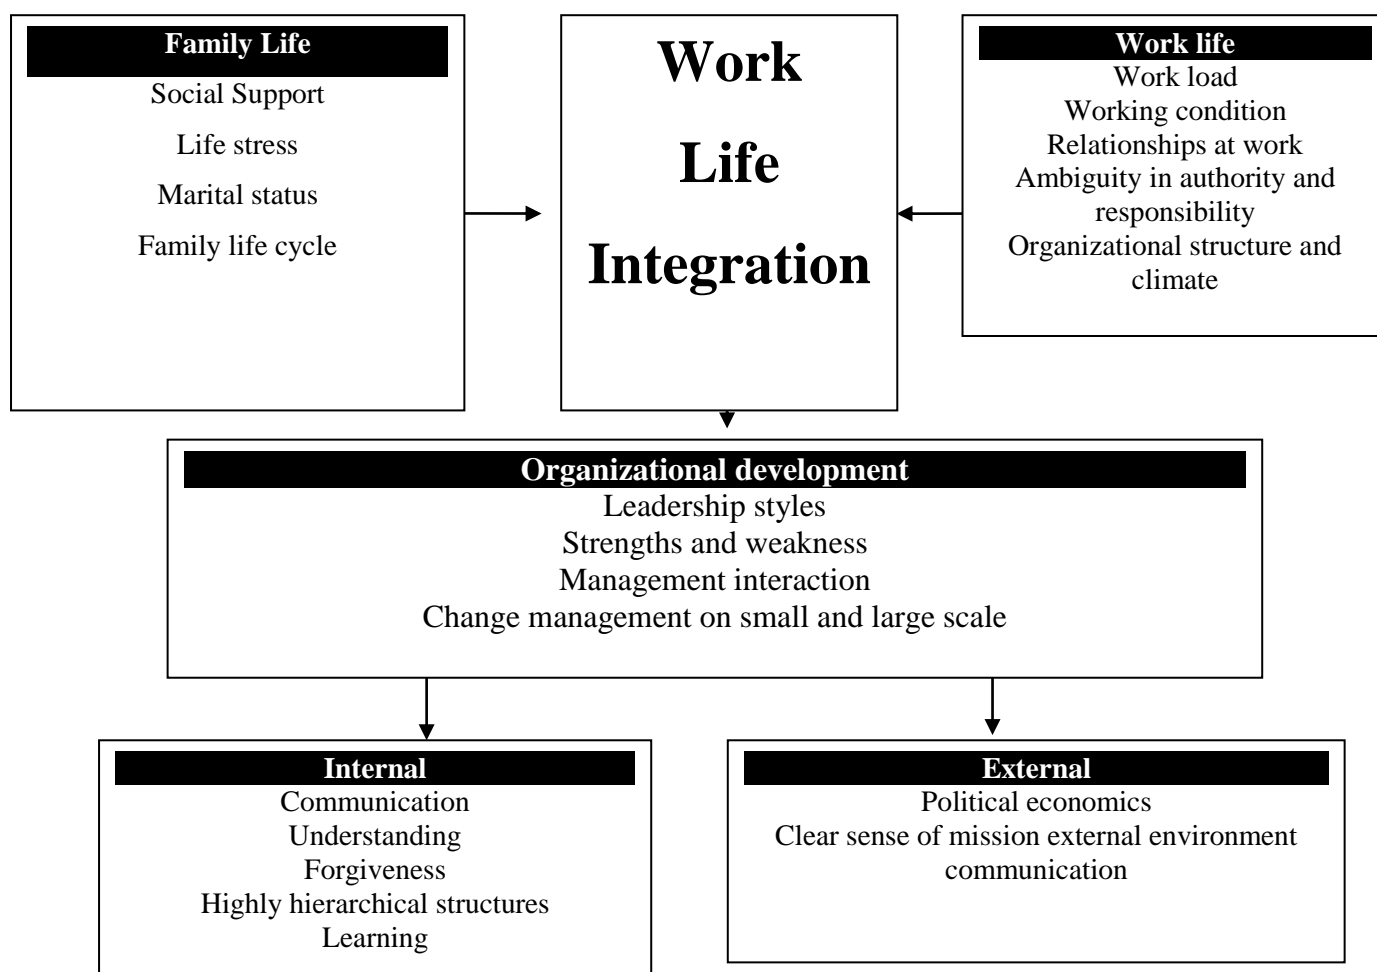 Family Life
Social Support
Life stress
Marital status
Family life cycle
Work
Life
Integration
Work life
Work load
Working condition
Relationships at work
Ambiguity in authority and
responsibility
Organizational structure and
climate
Organizational development
Leadership styles
Strengths and weakness
Management interaction
Change management on small and large scale
Internal
Communication
Understanding
Forgiveness
Highly hierarchical structures
Learning
External
Political economics
Clear sense of mission external environment
communication